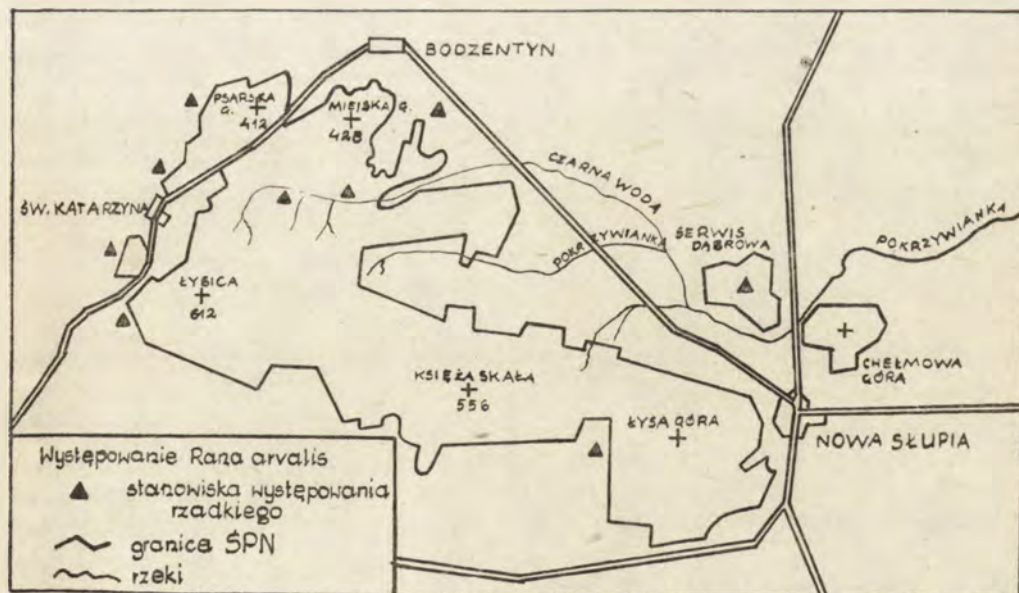 BODZENTYN
PSARSKA
G.
412
MIEJSKA G.
428
CZARNA WODA
ŚW. KATARZYNA
POKRZYWIANKA
SERWIS
DĄBROWA
POKRZYWIANKA
ŁYSICA
612
CHEŁMOWA
GÓRA
KSIĘŻA SKAŁA
556
ŁYSA GÓRA
NOWA SŁUPIA
Występowanie Rana arvalis
stanowiska występowania
rzadkiego
granica ŚPN
rzeki